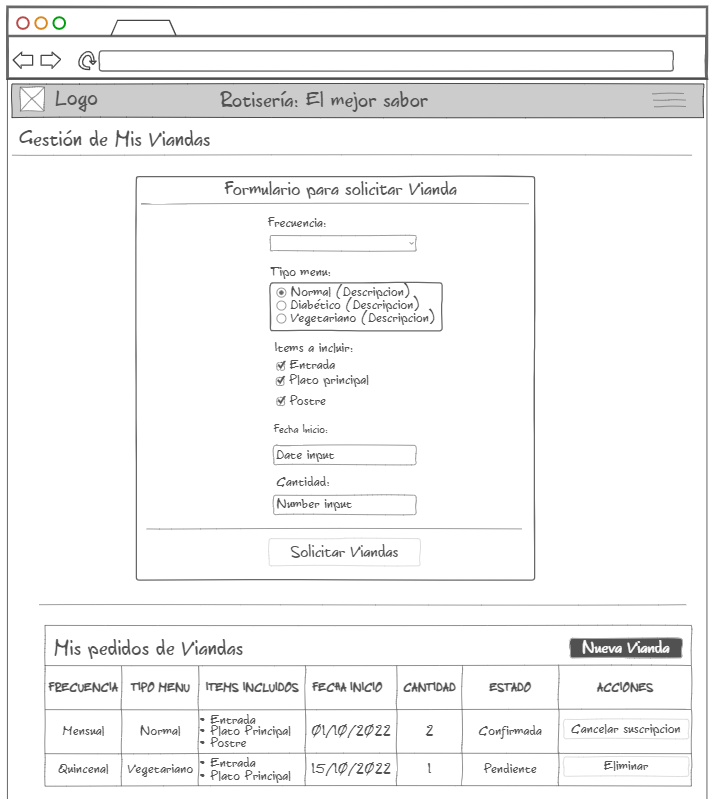 Logo
Rotisería: El mejor sabor
Gestión de Mis Viandas
Formulario para solicitar Vianda
Frecuencia:
Tipo menu:
Normal (Descripcion)
Diabético (Descripcion)
Vegetariano (Descripcion)
Items a incluir:
Entrada
Plato principal
Postre
Fecha Inicio:
Date input
Cantidad:
Number input
Solicitar Viandas
Mis pedidos de Viandas
Nueva Vianda
FRECUENCIA TIPO MENU ITEMS INCLUIDOS FECHA INICIO CANTIDAD ESTADO ACCIONES
Mensual Normal • Entrada • Plato Principal • Postre 01/10/2022 2 Confirmada Cancelar suscripcion
Quincenal Vegetariano • Entrada • Plato Principal 15/10/2022 1 Pendiente Eliminar